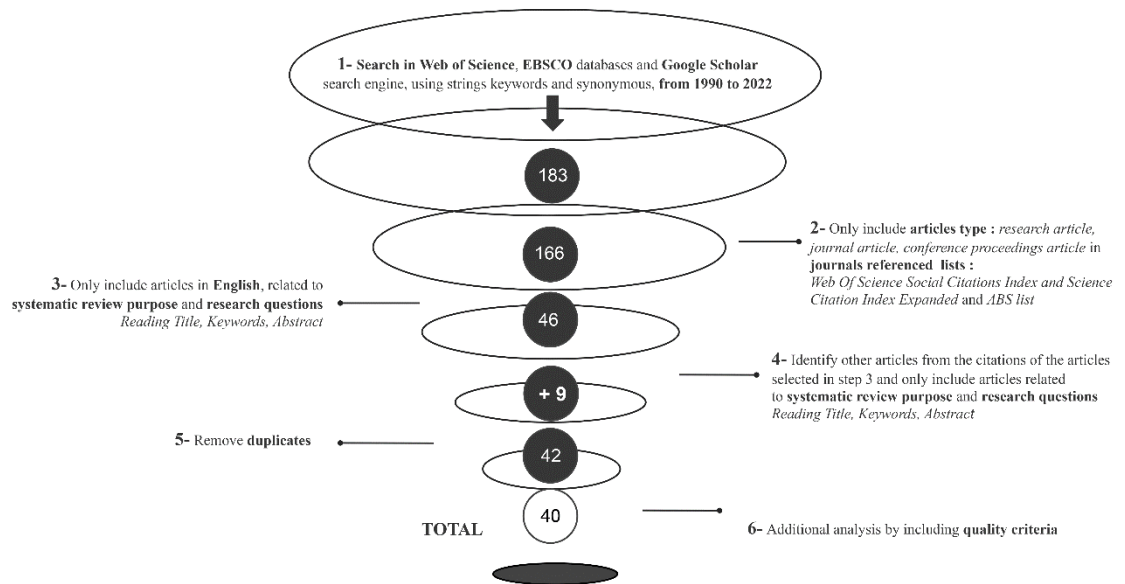 1- Search in Web of Science, EBSCO databases and Google Scholar
search engine, using strings keywords and synonymous, from 1990 to 2022
183
2- Only include articles type : research article,
journal article, conference proceedings article in
journals referenced lists :
Web Of Science Social Citations Index and Science
Citation Index Expanded and ABS list
166
3- Only include articles in English, related to
systematic review purpose and research questions
Reading Title, Keywords, Abstract
46
4- Identify other articles from the citations of the articles
selected in step 3 and only include articles related
to systematic review purpose and research questions
Reading Title, Keywords, Abstract
+ 9
5- Remove duplicates
42
TOTAL
40
6- Additional analysis by including quality criteria